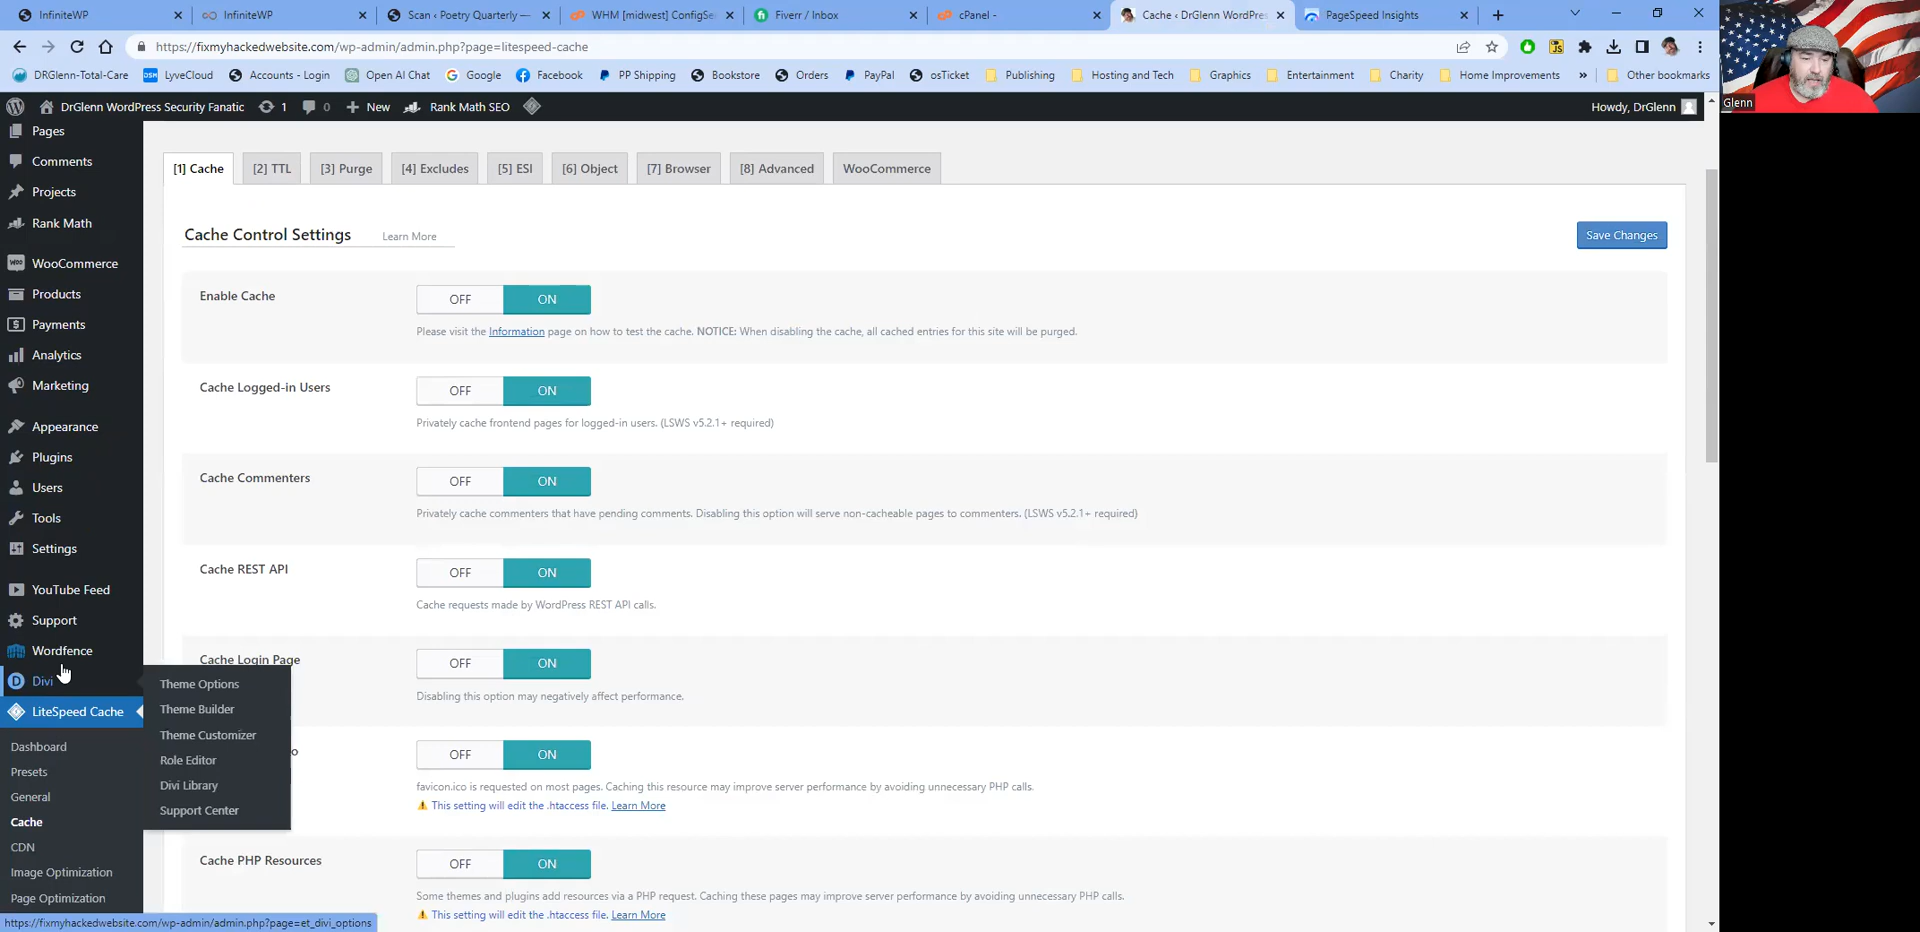 InfiniteWP
InfiniteWP
Scan ‹ Poetry Quarterly —
WHM [midwest] ConfigSe
Fiverr / Inbox
cPanel -
Cache ‹ DrGlenn WordPres
PageSpeed Insights
https://fixmyhackedwebsite.com/wp-admin/admin.php?page=litespeed-cache
DRGlenn-Total-Care
LyveCloud
Accounts - Login
Open AI Chat
Google
Facebook
PP Shipping
Bookstore
Orders
PayPal
osTicket
Publishing
Hosting and Tech
Graphics
Entertainment
Charity
Home Improvements
»
Other bookmarks
Glenn
DrGlenn WordPress Security Fanatic
1
0
New
Rank Math SEO
Howdy, DrGlenn
Pages
Comments
Projects
Rank Math
WooCommerce
Products
Payments
Analytics
Marketing
Appearance
Plugins
Users
Tools
Settings
YouTube Feed
Support
Wordfence
Divi
LiteSpeed Cache
Dashboard
Presets
General
Cache
CDN
Image Optimization
Page Optimization
Theme Options
Theme Builder
Theme Customizer
Role Editor
Divi Library
Support Center
[1] Cache
[2] TTL
[3] Purge
[4] Excludes
[5] ESI
[6] Object
[7] Browser
[8] Advanced
WooCommerce
Cache Control Settings
Learn More
Save Changes
Enable Cache
OFF
ON
Please visit the Information page on how to test the cache. NOTICE: When disabling the cache, all cached entries for this site will be purged.
Cache Logged-in Users
OFF
ON
Privately cache frontend pages for logged-in users. (LSWS v5.2.1+ required)
Cache Commenters
OFF
ON
Privately cache commenters that have pending comments. Disabling this option will serve non-cacheable pages to commenters. (LSWS v5.2.1+ required)
Cache REST API
OFF
ON
Cache requests made by WordPress REST API calls.
Cache Login Page
OFF
ON
Disabling this option may negatively affect performance.
o
OFF
ON
favicon.ico is requested on most pages. Caching this resource may improve server performance by avoiding unnecessary PHP calls.
This setting will edit the .htaccess file. Learn More
Cache PHP Resources
OFF
ON
Some themes and plugins add resources via a PHP request. Caching these pages may improve server performance by avoiding unnecessary PHP calls.
This setting will edit the .htaccess file. Learn More
https://fixmyhackedwebsite.com/wp-admin/admin.php?page=et_divi_options